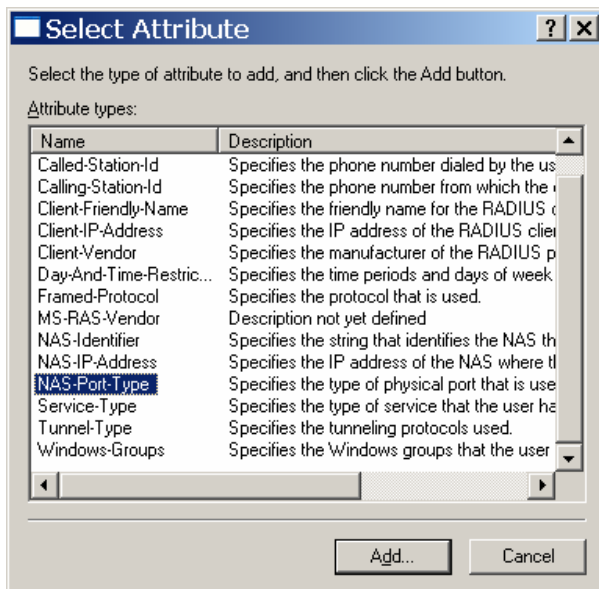 Select Attribute
Select the type of attribute to add, and then click the Add button.
Attribute types:
Name Description
Called-Station-Id Specifies the phone number dialed by the us
Calling-Station-Id Specifies the phone number from which the
Client-Friendly-Name Specifies the friendly name for the RADIUS c
Client-IP-Address Specifies the IP address of the RADIUS clier
Client-Vendor Specifies the manufacturer of the RADIUS p
Day-And-Time-Restric... Specifies the time periods and days of week
Framed-Protocol Specifies the protocol that is used.
MS-RAS-Vendor Description not yet defined
NAS-Identifier Specifies the string that identifies the NAS th
NAS-IP-Address Specifies the IP address of the NAS where tl
NAS-Port-Type Specifies the type of physical port that is use
Service-Type Specifies the type of service that the user ha
Tunnel-Type Specifies the tunneling protocols used.
Windows-Groups Specifies the Windows groups that the user
Add... Cancel